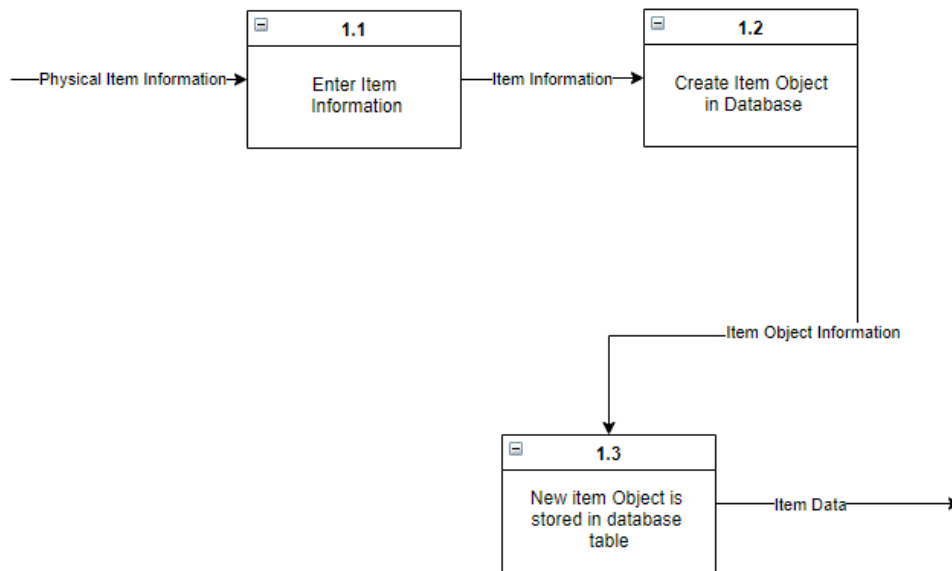 1.1
1.2
Physical Item Information
Enter Item
Information
Item Information
Create Item Object
in Database
Item Object Information
1.3
New item Object is
stored in database
table
Item Data